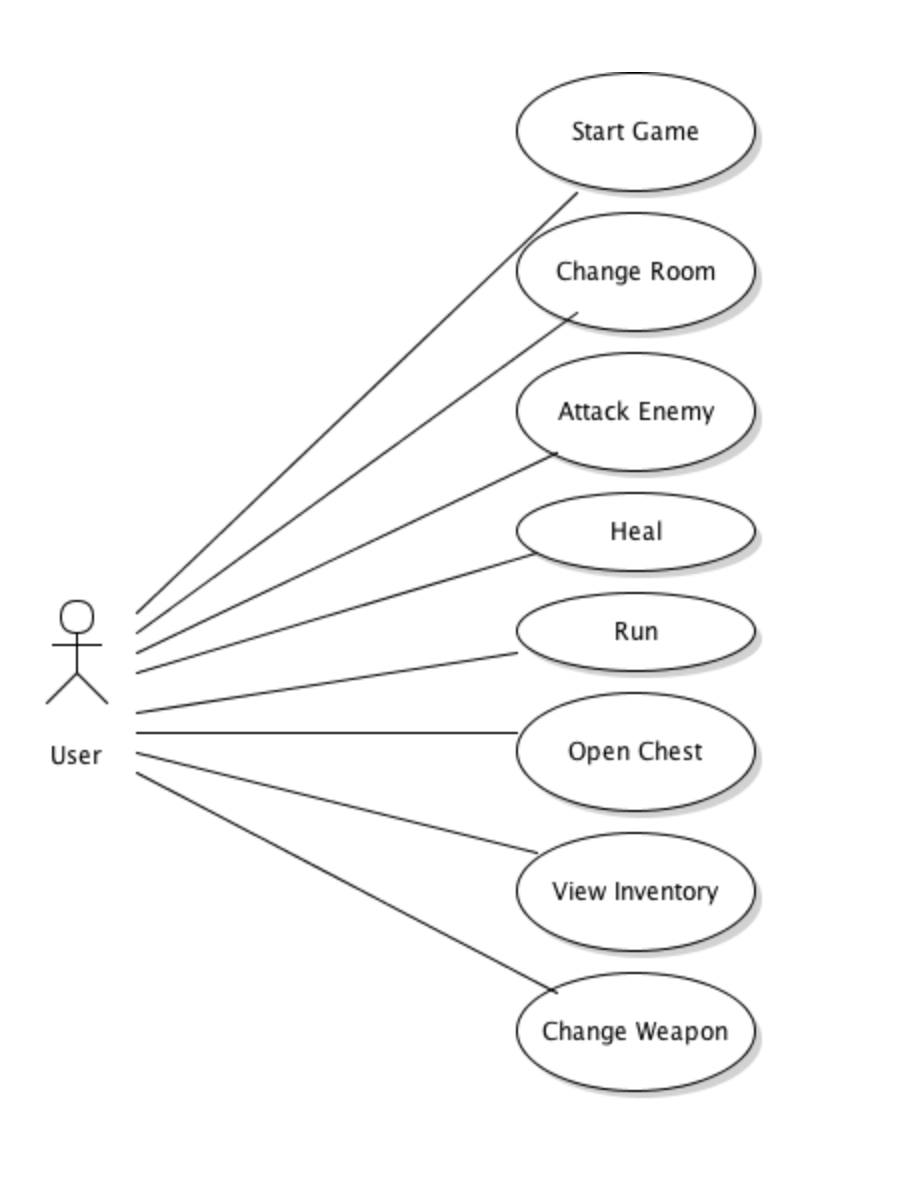 Start Game
Change Room
Attack Enemy
Heal
Run
User
Open Chest
View Inventory
Change Weapon